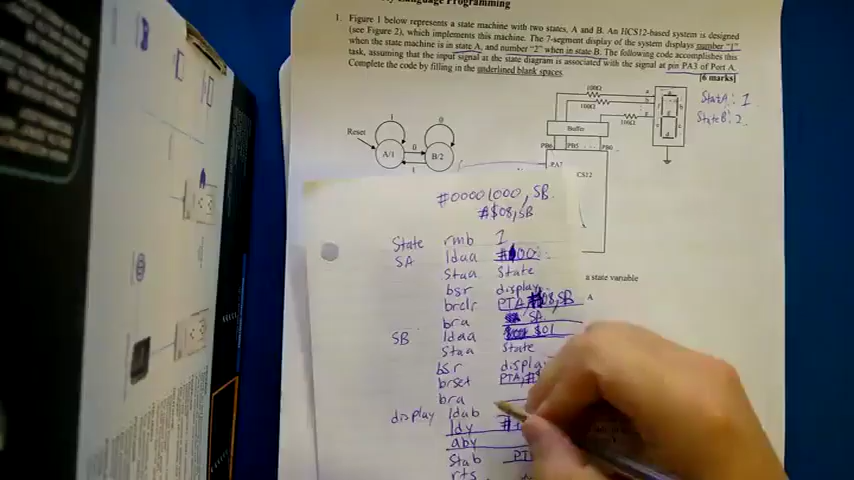 Language Programming
1. Figure 1 below represents a state machine with two states, A and B. An HCS12-based system is designed
(see Figure 2), which implements this machine. The 7-segment display of the system displays number "1"
when the machine is in state A, and number "2" when in state B. The following code accomplishes this
task, assuming that the input signal at the state diagram is associated with the signal at pin PA3 of Port A.
Complete the code by filling in the underlined blank spaces.
[6 marks]
State A: 1
State B: 2
100Ω
100Ω
100Ω
a
b
g
Buffer
PB6 PB5 PB0
PA7
CS12
Reset
1
0
A/1
0
B/2
1
#00001000, SB
#$08,SB
State rmb 1
SA ldaa
staa State
bsr display
brclr PTA, 08,SB
bra SA
SB ldaa $01
staa State
bsr display
brset PTA,#
bra
display ldab
ldy #
aby
stab PT
rts
a state variable
A